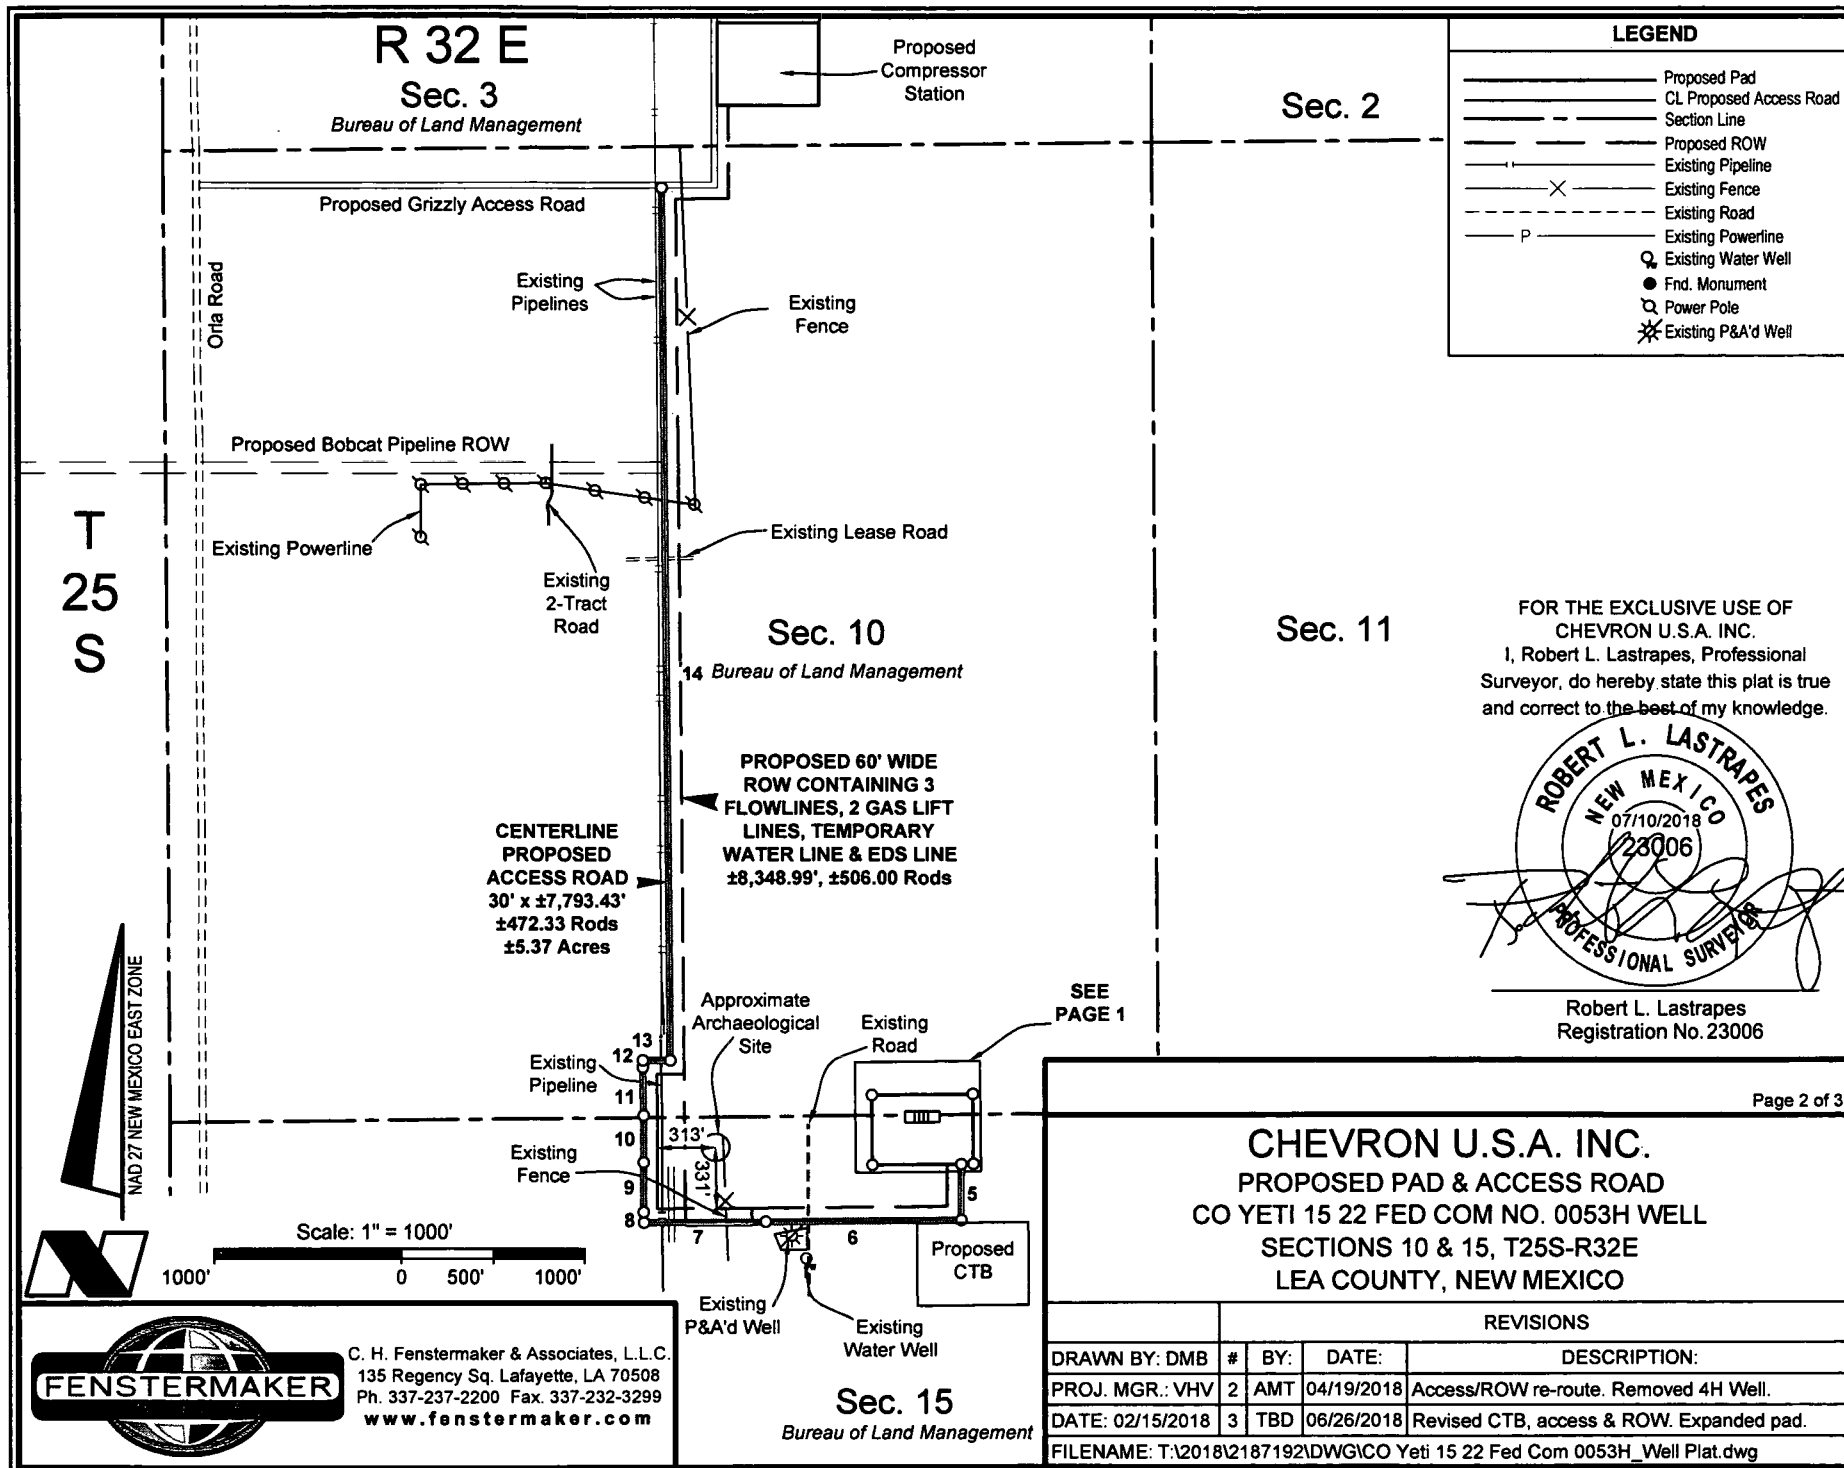 R 32 E
Sec. 3
Bureau of Land Management
Proposed
Compressor
Station
Sec. 2
LEGEND
Proposed Pad
CL Proposed Access Road
Section Line
Proposed ROW
Existing Pipeline
Existing Fence
Existing Road
P
Existing Powerline
Existing Water Well
Fnd. Monument
Power Pole
Existing P&A'd Well
Proposed Grizzly Access Road
Orla Road
Existing
Pipelines
Existing
Fence
Proposed Bobcat Pipeline ROW
T
25
S
Existing Powerline
Existing
2-Tract
Road
Existing Lease Road
Sec. 10
14 Bureau of Land Management
Sec. 11
FOR THE EXCLUSIVE USE OF
CHEVRON U.S.A. INC.
I, Robert L. Lastrapes, Professional
Surveyor, do hereby state this plat is true
and correct to the best of my knowledge.
ROBERT L. LASTRAPES
NEW MEXICO
07/10/2018
23006
PROFESSIONAL SURVEYOR
Robert L. Lastrapes
Registration No. 23006
PROPOSED 60' WIDE
ROW CONTAINING 3
FLOWLINES, 2 GAS LIFT
LINES, TEMPORARY
WATER LINE & EDS LINE
±8,348.99', ±506.00 Rods
CENTERLINE
PROPOSED
ACCESS ROAD
30' x ±7,793.43'
±472.33 Rods
±5.37 Acres
NAD 27 NEW MEXICO EAST ZONE
Approximate
Archaeological
Site
Existing
Road
SEE
PAGE 1
13
12
Existing
Pipeline
11
10
313'
331'
Existing
Fence
9
8
7
6
5
Proposed
CTB
Scale: 1" = 1000'
1000'
0
500'
1000'
Existing
P&A'd Well
Existing
Water Well
Sec. 15
Bureau of Land Management
FENSTERMAKER
C. H. Fenstermaker & Associates, L.L.C.
135 Regency Sq. Lafayette, LA 70508
Ph. 337-237-2200 Fax. 337-232-3299
www.fenstermaker.com
Page 2 of 3
CHEVRON U.S.A. INC.
PROPOSED PAD & ACCESS ROAD
CO YETI 15 22 FED COM NO. 0053H WELL
SECTIONS 10 & 15, T25S-R32E
LEA COUNTY, NEW MEXICO
REVISIONS
DRAWN BY: DMB # BY: DATE: DESCRIPTION:
PROJ. MGR.: VHV 2 AMT 04/19/2018 Access/ROW re-route. Removed 4H Well.
DATE: 02/15/2018 3 TBD 06/26/2018 Revised CTB, access & ROW. Expanded pad.
FILENAME: T:\2018\2187192\DWG\CO Yeti 15 22 Fed Com 0053H_Well Plat.dwg